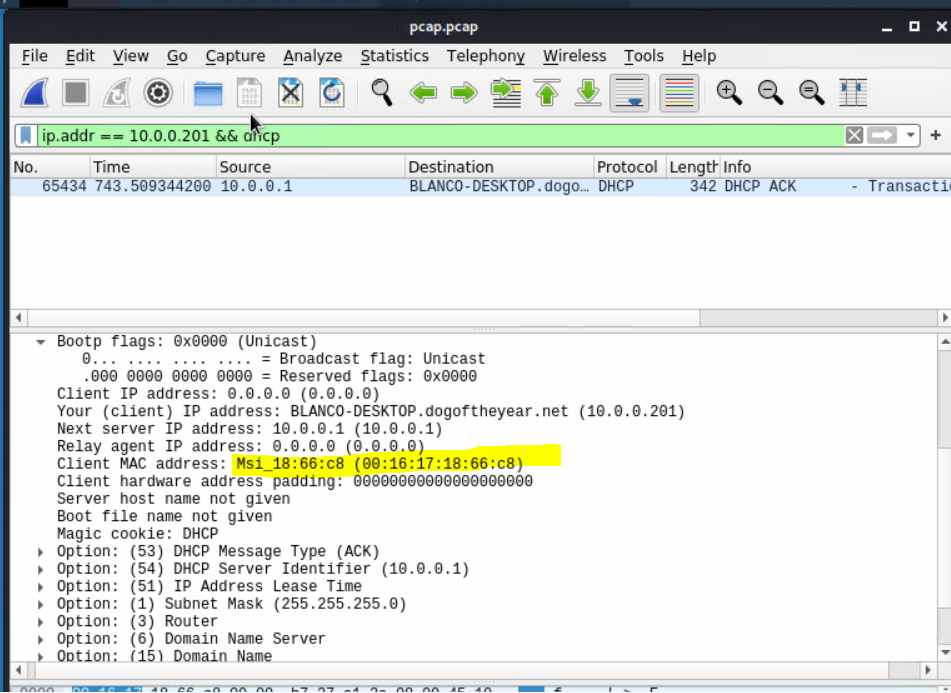 pcap.pcap
File Edit View Go Capture Analyze Statistics Telephony Wireless Tools Help
ip.addr == 10.0.0.201 && dhcp
No. Time Source Destination Protocol Length Info
65434 743.509344200 10.0.0.1 BLANCO-DESKTOP.dogo… DHCP 342 DHCP ACK - Transacti
Bootp flags: 0x0000 (Unicast)
0... .... .... .... = Broadcast flag: Unicast
.000 0000 0000 0000 = Reserved flags: 0x0000
Client IP address: 0.0.0.0 (0.0.0.0)
Your (client) IP address: BLANCO-DESKTOP.dogoftheyear.net (10.0.0.201)
Next server IP address: 10.0.0.1 (10.0.0.1)
Relay agent IP address: 0.0.0.0 (0.0.0.0)
Client MAC address: Msi_18:66:c8 (00:16:17:18:66:c8)
Client hardware address padding: 00000000000000000000
Server host name not given
Boot file name not given
Magic cookie: DHCP
Option: (53) DHCP Message Type (ACK)
Option: (54) DHCP Server Identifier (10.0.0.1)
Option: (51) IP Address Lease Time
Option: (1) Subnet Mask (255.255.255.0)
Option: (3) Router
Option: (6) Domain Name Server
Option: (15) Domain Name